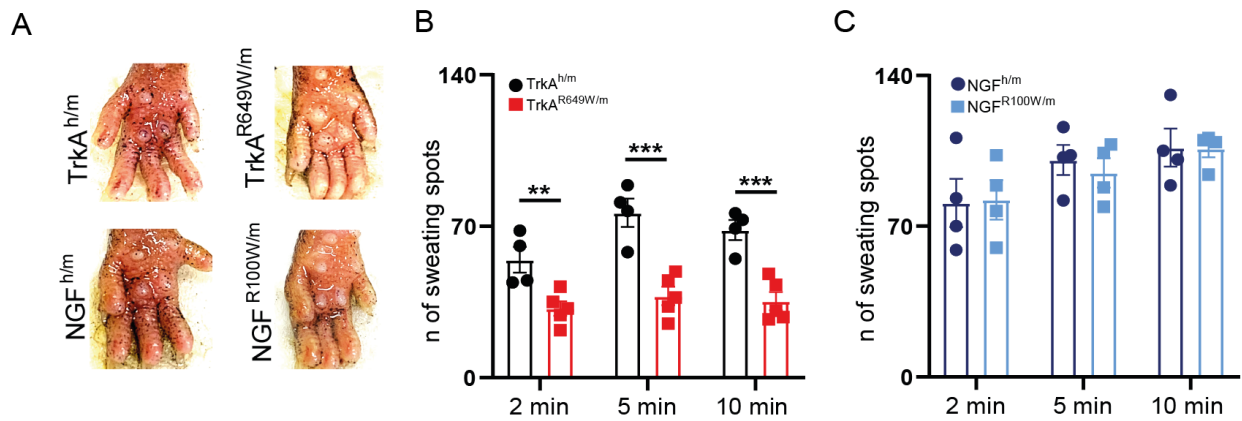 A
TrkA h/m
TrkA R649W/m
NGF h/m
NGF R100W/m
B
n of sweating spots
140
70
0
TrkA h/m
TrkA R649W/m
**
***
***
2 min
5 min
10 min
C
n of sweating spots
140
70
0
NGF h/m
NGF R100W/m
2 min
5 min
10 min